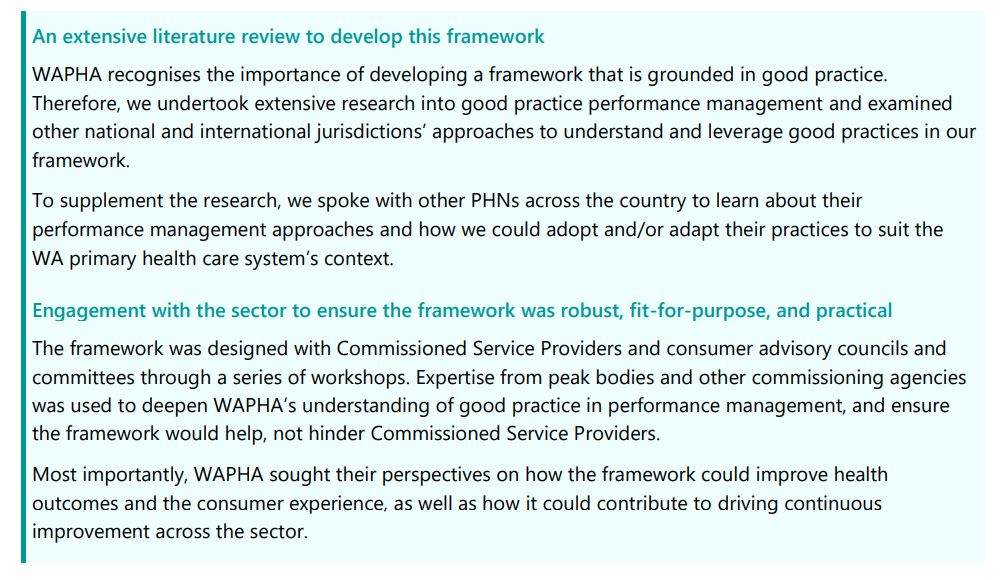 An extensive literature review to develop this framework
WAPHA recognises the importance of developing a framework that is grounded in good practice.
Therefore, we undertook extensive research into good practice performance management and examined
other national and international jurisdictions’ approaches to understand and leverage good practices in our
framework.
To supplement the research, we spoke with other PHNs across the country to learn about their
performance management approaches and how we could adopt and/or adapt their practices to suit the
WA primary health care system’s context.
Engagement with the sector to ensure the framework was robust, fit-for-purpose, and practical
The framework was designed with Commissioned Service Providers and consumer advisory councils and
committees through a series of workshops. Expertise from peak bodies and other commissioning agencies
was used to deepen WAPHA’s understanding of good practice in performance management, and ensure
the framework would help, not hinder Commissioned Service Providers.
Most importantly, WAPHA sought their perspectives on how the framework could improve health
outcomes and the consumer experience, as well as how it could contribute to driving continuous
improvement across the sector.